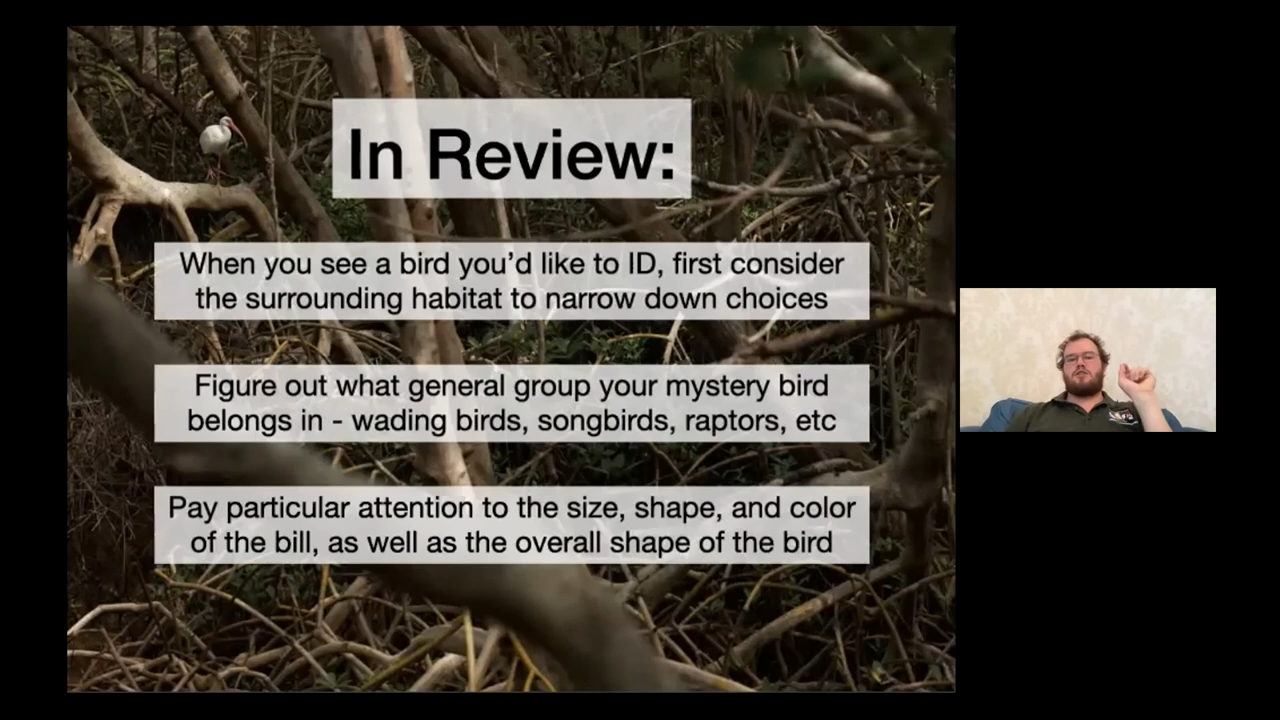 In Review:
When you see a bird you'd like to ID, first consider
the surrounding habitat to narrow down choices
Figure out what general group your mystery bird
belongs in - wading birds, songbirds, raptors, etc
Pay particular attention to the size, shape, and color
of the bill, as well as the overall shape of the bird